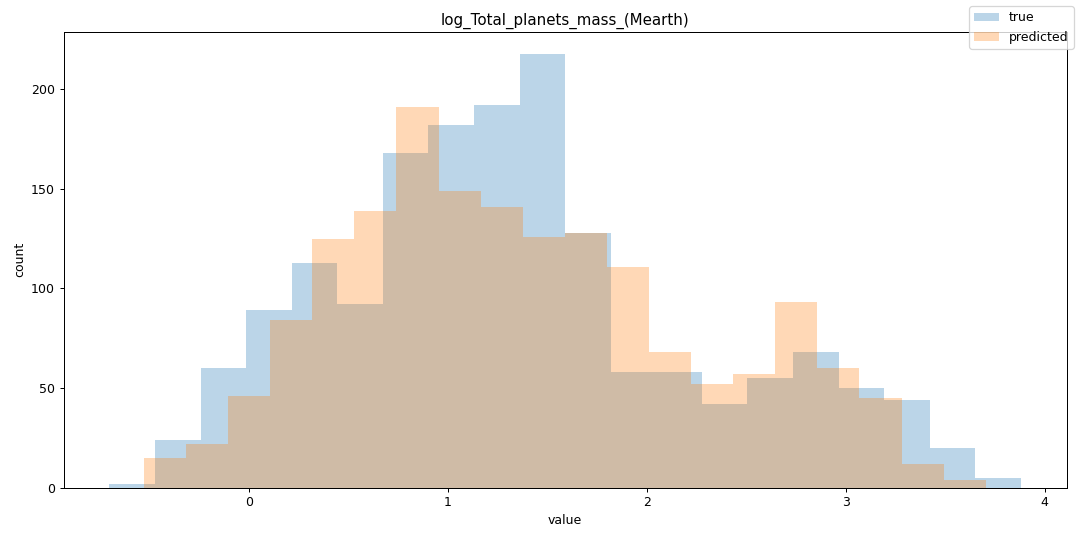 log_Total_planets_mass_(Mearth)
true
predicted
200
150
100
50
0
count
0 1 2 3 4
value